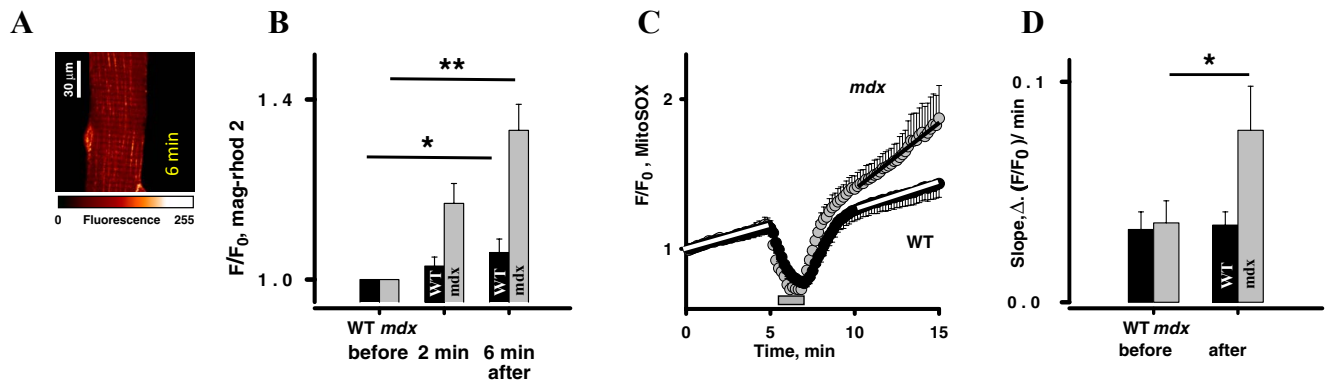 A
30 µm
6 min
0 Fluorescence 255
B
F/F0, mag-rhod 2
1.4
1.0
**
*
WT
mdx
WT
mdx
WT mdx
before 2 min 6 min
after
C
F/F0, MitoSOX
2
1
mdx
WT
0 5 10 15
Time, min
D
Slope,Δ. (F/F0)/ min
0.1
0.0
*
WT
mdx
WT mdx
before after